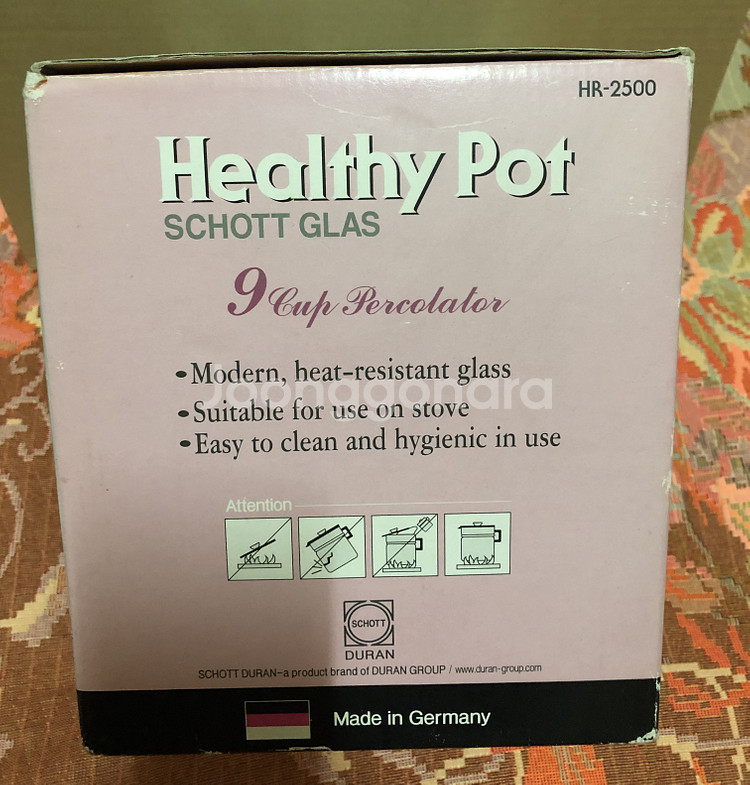 HR-2500
Healthy Pot
SCHOTT GLAS
9 Cup Percolator
•Modern, heat-resistant glass
Joonggonara
•Suitable for use on stove
•Easy to clean and hygienic in use
Attention
SCHOTT
DURAN
SCHOTT DURAN-a product brand of DURAN GROUP / www.duran-group.com
Made in Germany